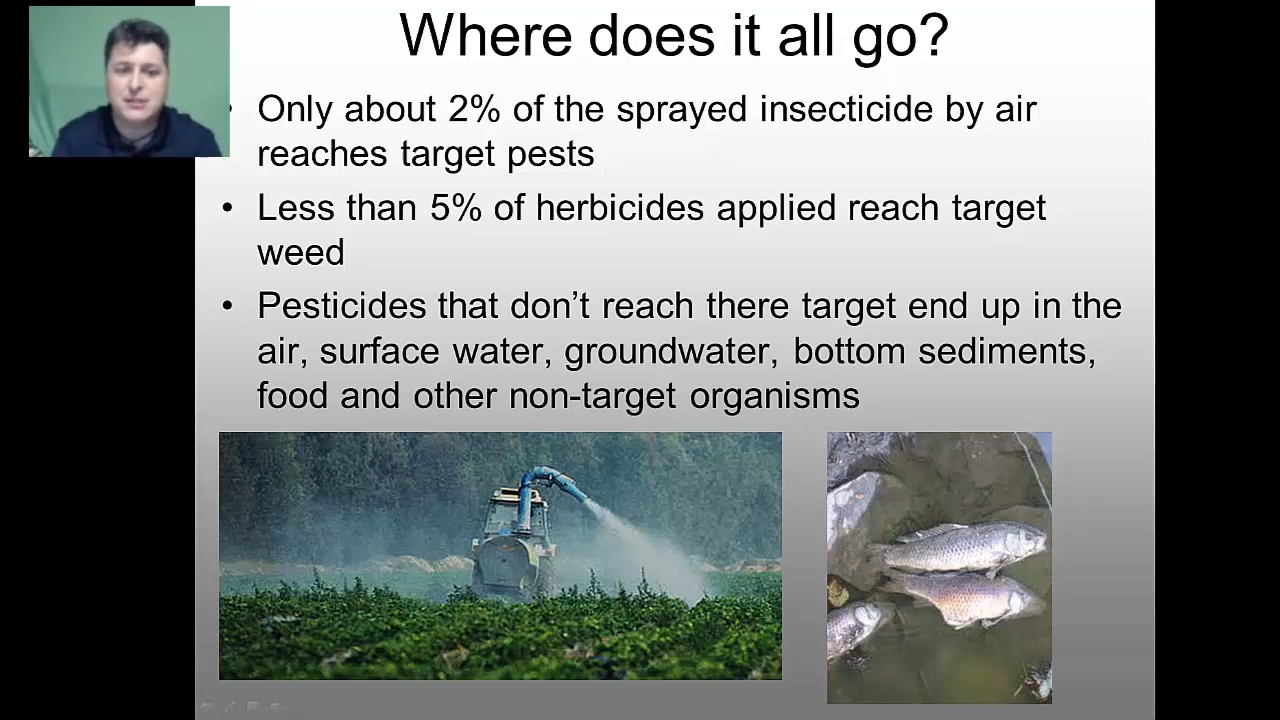 Where does it all go?
• Only about 2% of the sprayed insecticide by air
reaches target pests
• Less than 5% of herbicides applied reach target
weed
• Pesticides that don’t reach there target end up in the
air, surface water, groundwater, bottom sediments,
food and other non-target organisms